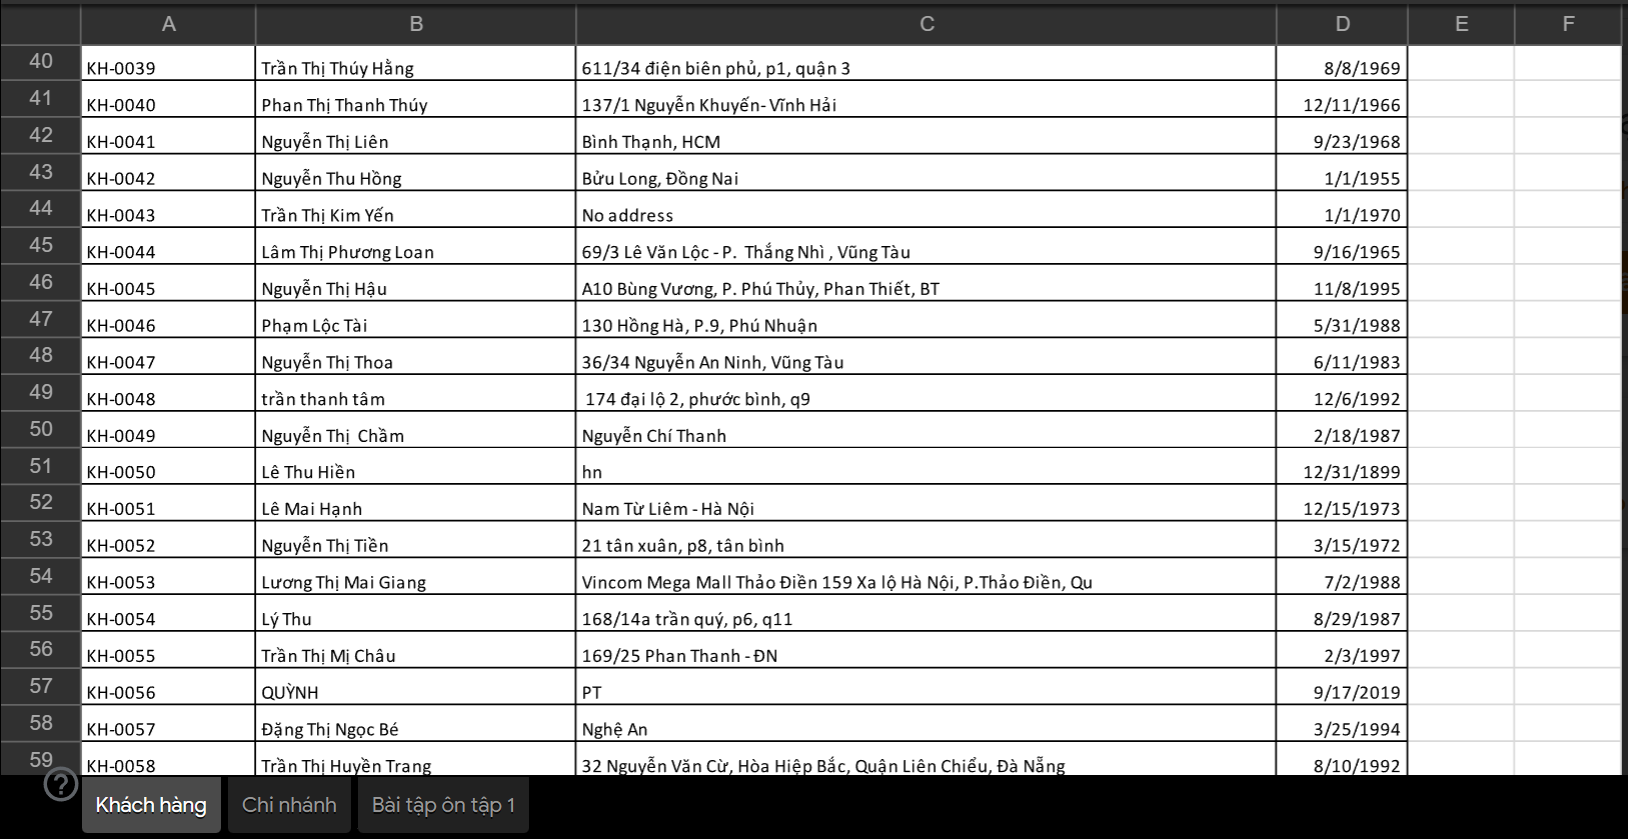 A B C D E F
40 KH-0039 Trần Thị Thúy Hằng 611/34 điện biên phủ, p1, quận 3 8/8/1969
41 KH-0040 Phan Thị Thanh Thúy 137/1 Nguyễn Khuyến- Vĩnh Hải 12/11/1966
42 KH-0041 Nguyễn Thị Liên Bình Thạnh, HCM 9/23/1968
43 KH-0042 Nguyễn Thu Hồng Bửu Long, Đồng Nai 1/1/1955
44 KH-0043 Trần Thị Kim Yến No address 1/1/1970
45 KH-0044 Lâm Thị Phương Loan 69/3 Lê Văn Lộc - P.  Thắng Nhì , Vũng Tàu 9/16/1965
46 KH-0045 Nguyễn Thị Hậu A10 Bùng Vương, P. Phú Thủy, Phan Thiết, BT 11/8/1995
47 KH-0046 Phạm Lộc Tài 130 Hồng Hà, P.9, Phú Nhuận 5/31/1988
48 KH-0047 Nguyễn Thị Thoa 36/34 Nguyễn An Ninh, Vũng Tàu 6/11/1983
49 KH-0048 trần thanh tâm 174 đại lộ 2, phước bình, q9 12/6/1992
50 KH-0049 Nguyễn Thị  Chầm Nguyễn Chí Thanh 2/18/1987
51 KH-0050 Lê Thu Hiền hn 12/31/1899
52 KH-0051 Lê Mai Hạnh Nam Từ Liêm - Hà Nội 12/15/1973
53 KH-0052 Nguyễn Thị Tiền 21 tân xuân, p8, tân bình 3/15/1972
54 KH-0053 Lương Thị Mai Giang Vincom Mega Mall Thảo Điền 159 Xa lộ Hà Nội, P.Thảo Điền, Qu 7/2/1988
55 KH-0054 Lý Thu 168/14a trần quý, p6, q11 8/29/1987
56 KH-0055 Trần Thị Mị Châu 169/25 Phan Thanh - ĐN 2/3/1997
57 KH-0056 QUỲNH PT 9/17/2019
58 KH-0057 Đặng Thị Ngọc Bé Nghệ An 3/25/1994
59 KH-0058 Trần Thị Huyền Trang 32 Nguyễn Văn Cừ, Hòa Hiệp Bắc, Quận Liên Chiểu, Đà Nẵng 8/10/1992
? Khách hàng Chi nhánh Bài tập ôn tập 1